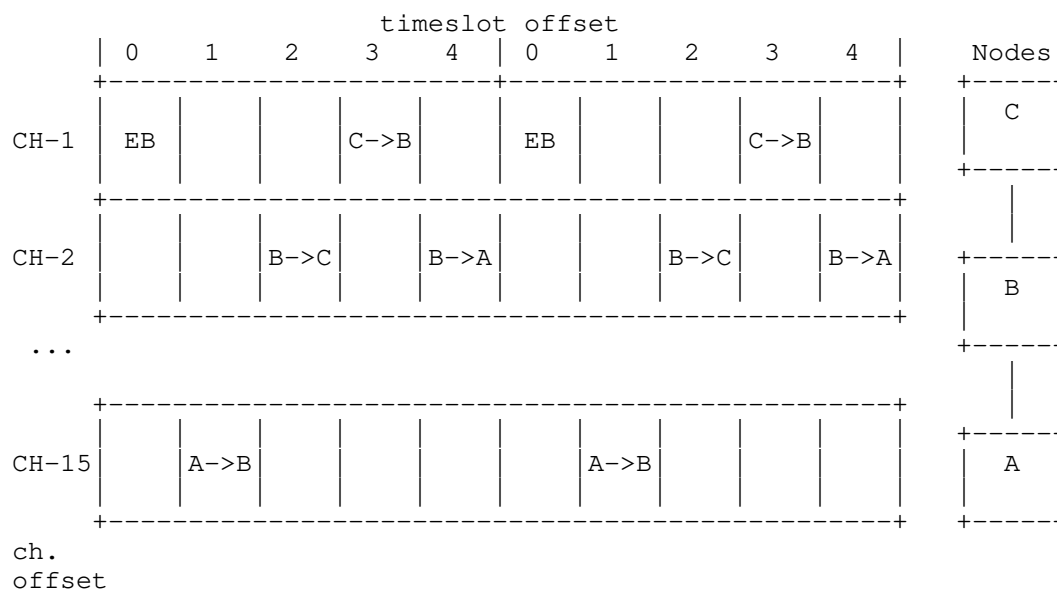 timeslot offset
0 1 2 3 4 0 1 2 3 4 Nodes
C
CH-1 EB C->B EB C->B
CH-2 B->C B->A B->C B->A
B
...
CH-15 A->B A->B A
ch.
offset